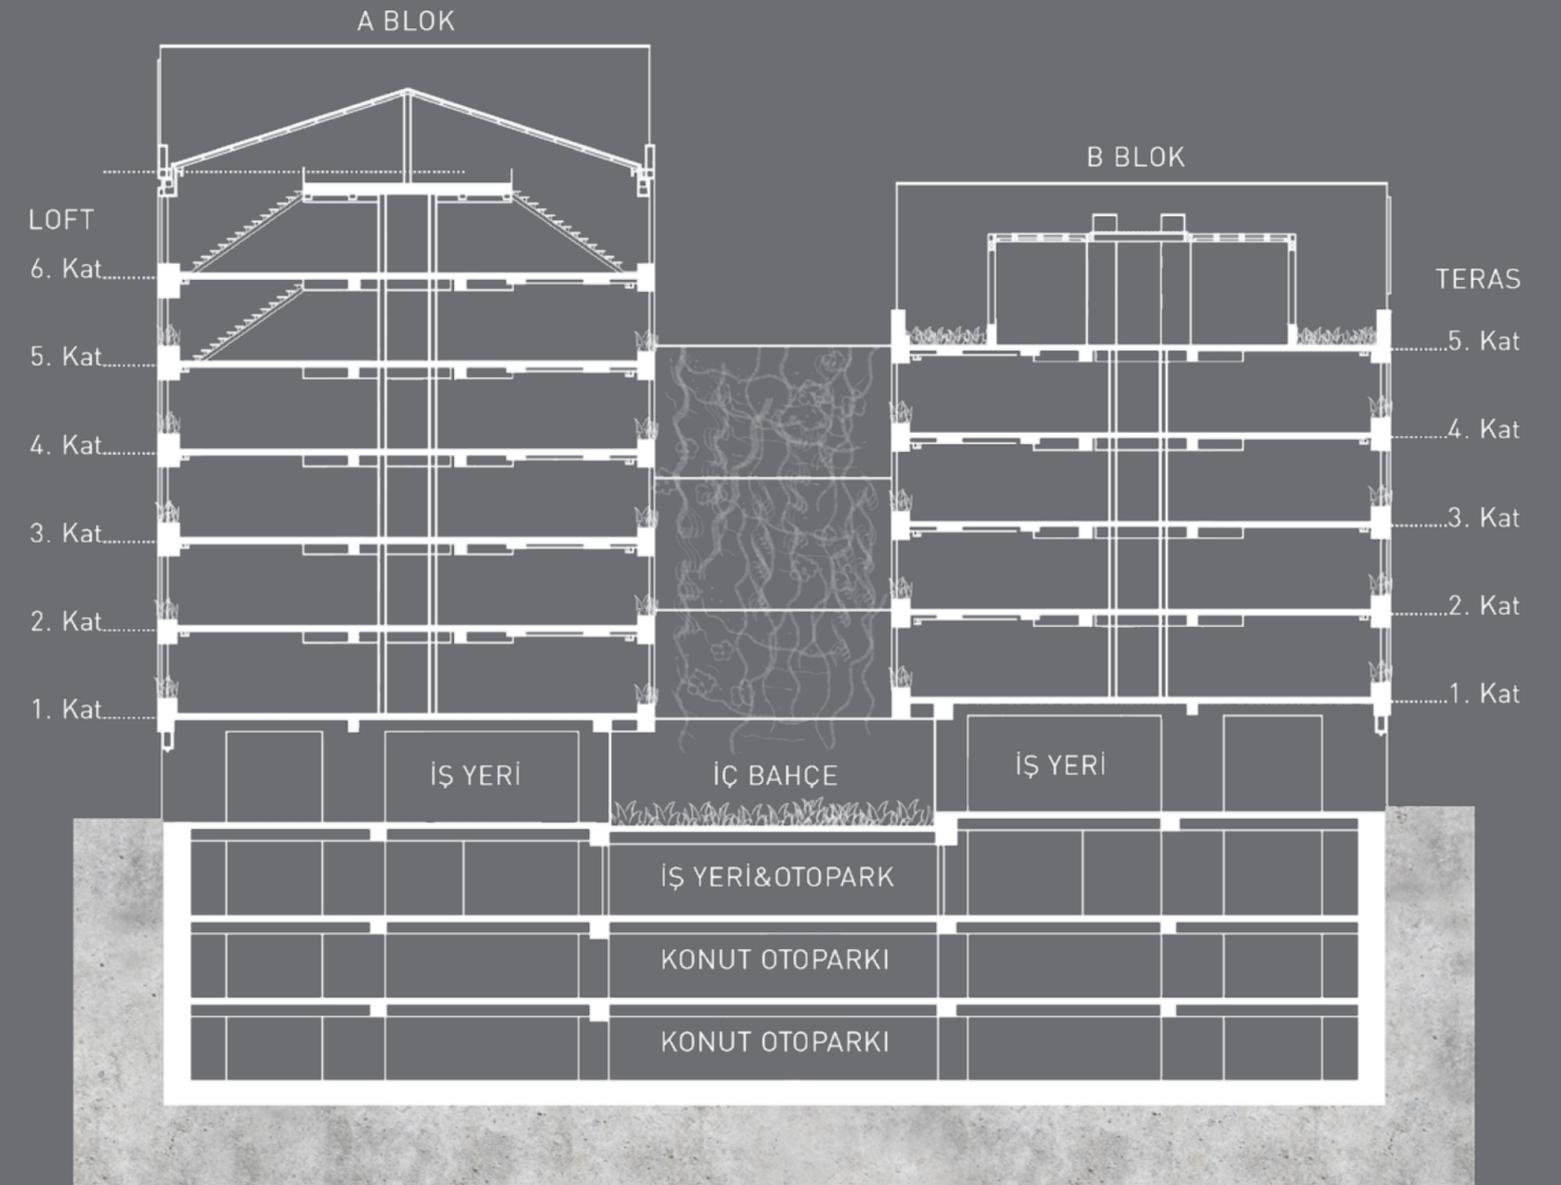 A BLOK
B BLOK
LOFT
6. Kat
5. Kat
4. Kat
3. Kat
2. Kat
1. Kat
TERAS
5. Kat
4. Kat
3. Kat
2. Kat
1. Kat
İŞ YERİ
İÇ BAHÇE
İŞ YERİ
İŞ YERİ&OTOPARK
KONUT OTOPARKI
KONUT OTOPARKI